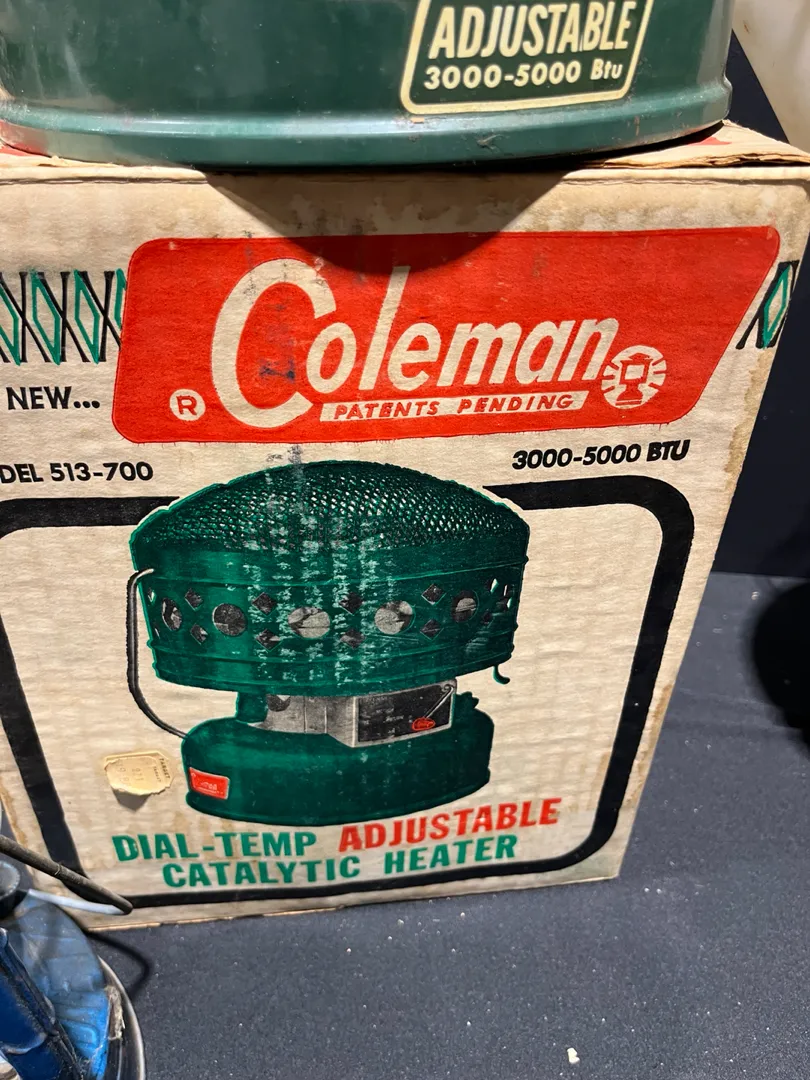 ADJUSTABLE
3000-5000 Btu
Coleman
®
PATENTS PENDING
NEW...
DEL 513-700
3000-5000 BTU
DIAL-TEMP ADJUSTABLE
CATALYTIC HEATER